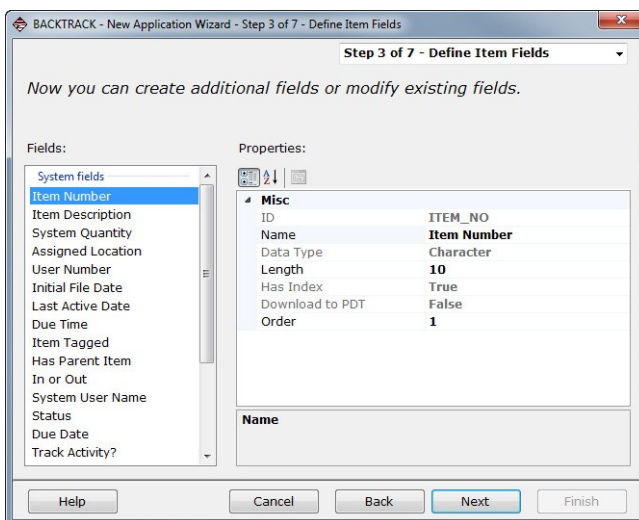 BACKTRACK - New Application Wizard - Step 3 of 7 - Define Item Fields
Step 3 of 7 - Define Item Fields
Now you can create additional fields or modify existing fields.
Fields:
Properties:
System fields
Item Number
Item Description
System Quantity
Assigned Location
User Number
Initial File Date
Last Active Date
Due Time
Item Tagged
Has Parent Item
In or Out
System User Name
Status
Due Date
Track Activity?
Misc
ID ITEM_NO
Name Item Number
Data Type Character
Length 10
Has Index True
Download to PDT False
Order 1
Name
Help Cancel Back Next Finish